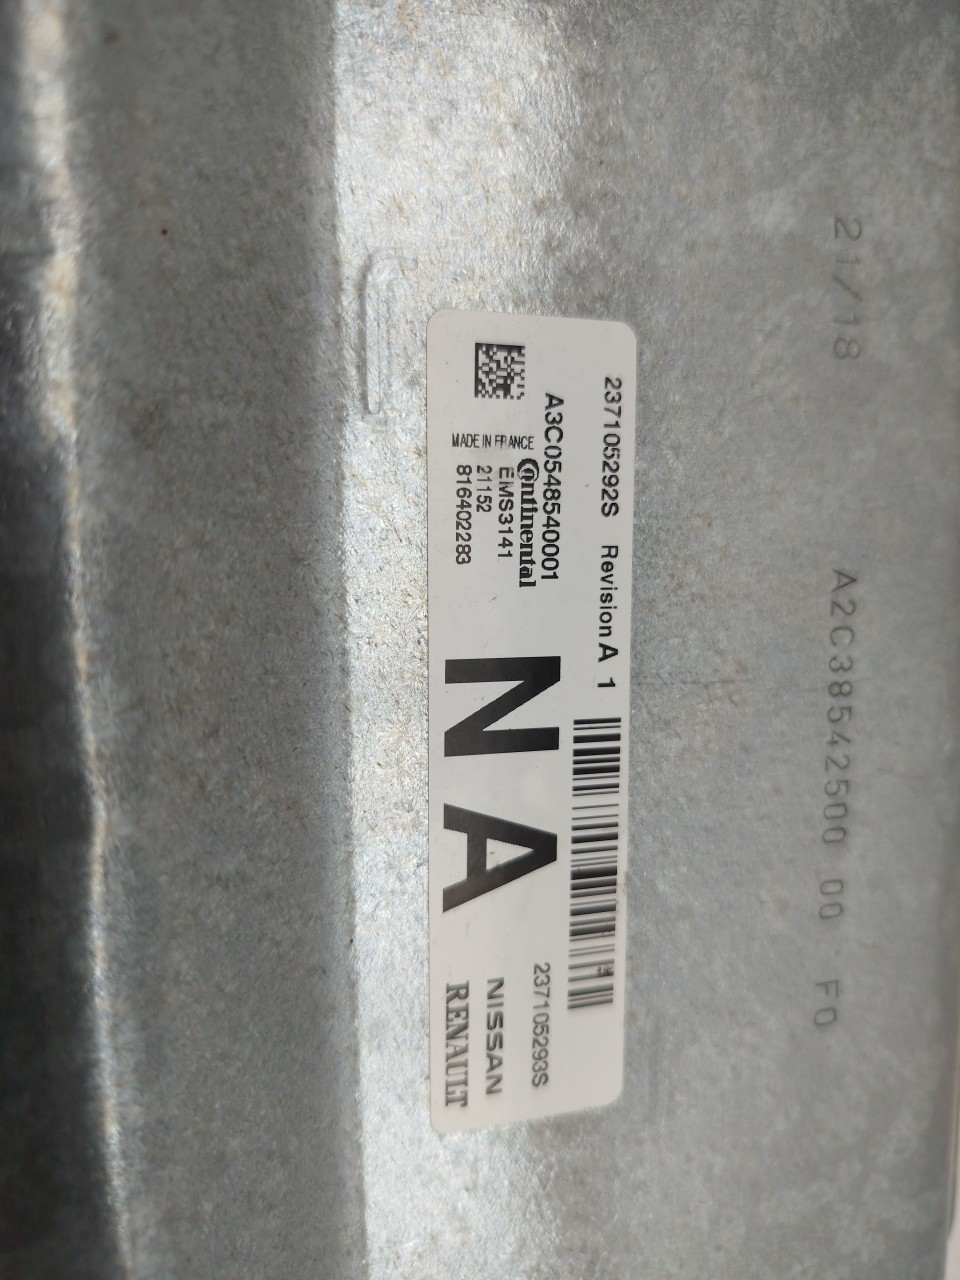 21/18 A2C38542500 00 F0
237105292S Revision A 1
A3C0548540001
Continental
MADE IN FRANCE
EMS3141
21152
816402283
NA
237105293S
NISSAN
RENAULT